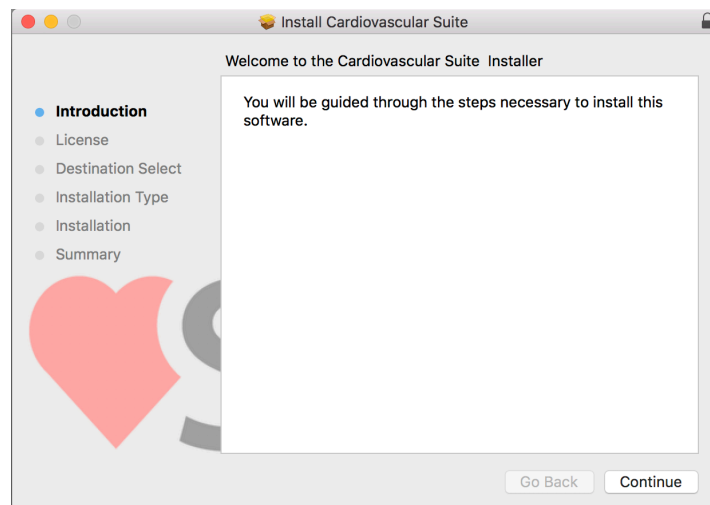 Install Cardiovascular Suite
Welcome to the Cardiovascular Suite  Installer
Introduction
License
Destination Select
Installation Type
Installation
Summary
You will be guided through the steps necessary to install this
software.
S
Go Back
Continue